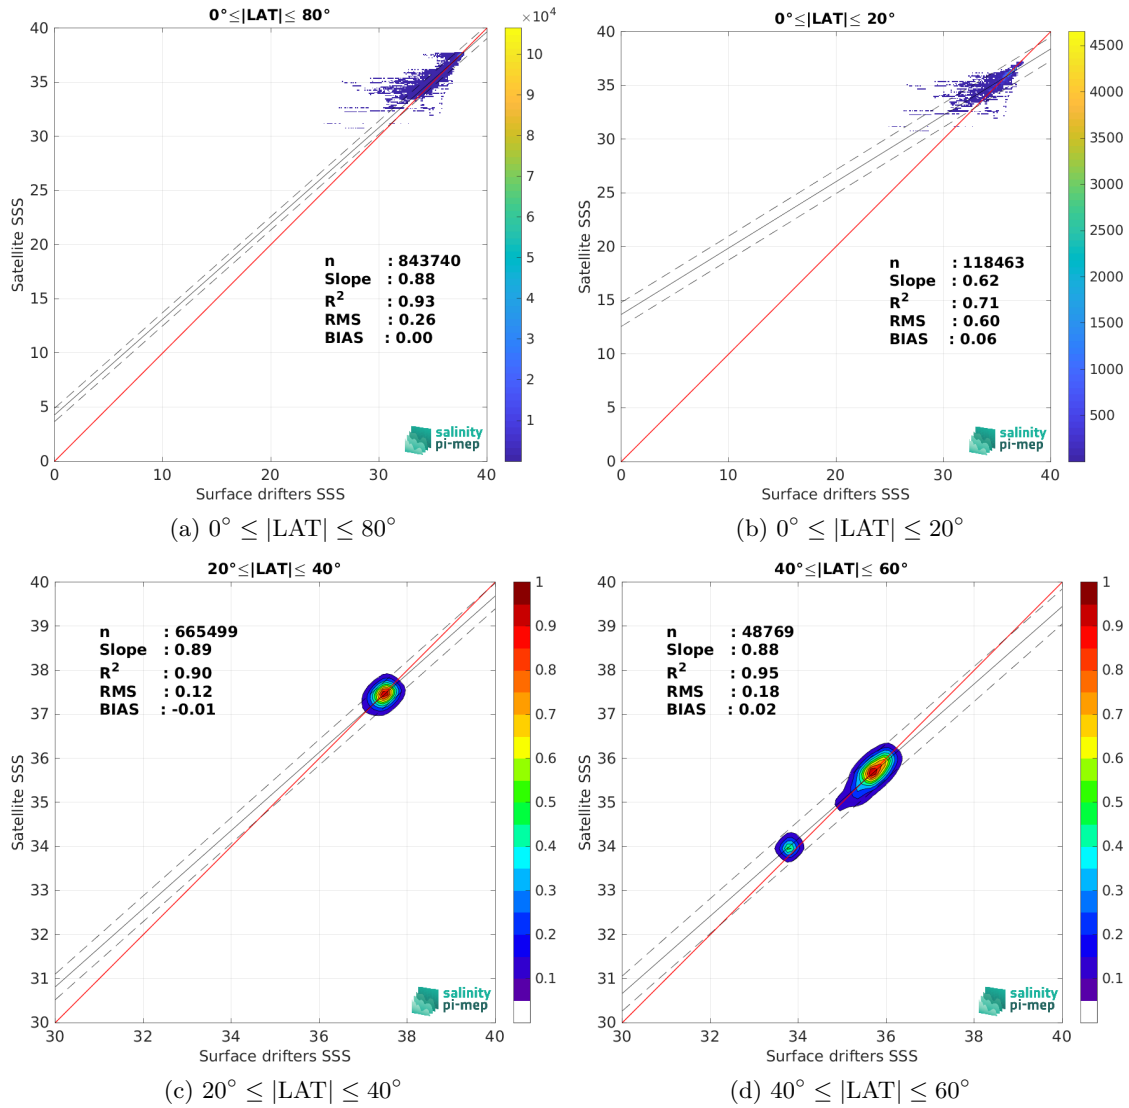 0°≤|LAT|≤ 80°
×10⁴
40
35
30
25
20
15
10
5
0
0 10 20 30 40
Satellite SSS
Surface drifters SSS
n : 843740
Slope : 0.88
R² : 0.93
RMS : 0.26
BIAS : 0.00
salinity
pi-mep
10
9
8
7
6
5
4
3
2
1
(a) 0° ≤ |LAT| ≤ 80°
0°≤|LAT|≤ 20°
40
35
30
25
20
15
10
5
0
0 10 20 30 40
Satellite SSS
Surface drifters SSS
n : 118463
Slope : 0.62
R² : 0.71
RMS : 0.60
BIAS : 0.06
salinity
pi-mep
4500
4000
3500
3000
2500
2000
1500
1000
500
(b) 0° ≤ |LAT| ≤ 20°
20°≤|LAT|≤ 40°
40
39
38
37
36
35
34
33
32
31
30
30 32 34 36 38 40
Satellite SSS
Surface drifters SSS
n : 665499
Slope : 0.89
R² : 0.90
RMS : 0.12
BIAS : -0.01
salinity
pi-mep
1
0.9
0.8
0.7
0.6
0.5
0.4
0.3
0.2
0.1
(c) 20° ≤ |LAT| ≤ 40°
40°≤|LAT|≤ 60°
40
39
38
37
36
35
34
33
32
31
30
30 32 34 36 38 40
Satellite SSS
Surface drifters SSS
n : 48769
Slope : 0.88
R² : 0.95
RMS : 0.18
BIAS : 0.02
salinity
pi-mep
1
0.9
0.8
0.7
0.6
0.5
0.4
0.3
0.2
0.1
(d) 40° ≤ |LAT| ≤ 60°